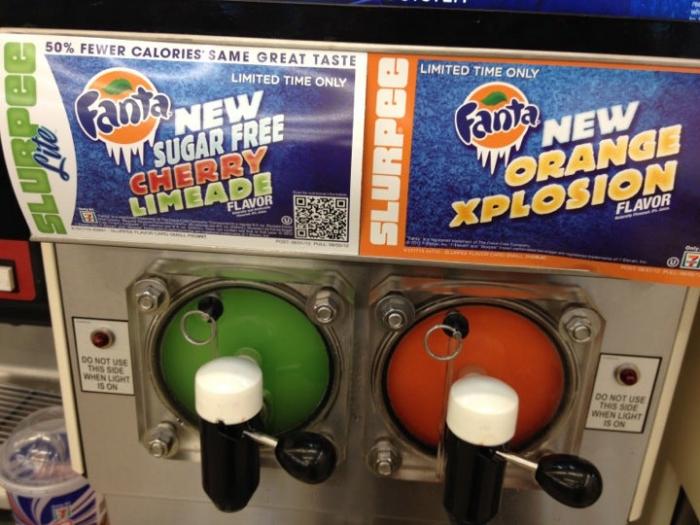 50% FEWER CALORIES SAME GREAT TASTE
SLURPEE
Lite
LIMITED TIME ONLY
Fanta
NEW
SUGAR FREE
CHERRY
LIMEADE
FLAVOR
SLURPEE
LIMITED TIME ONLY
Fanta
NEW
ORANGE
XPLOSION
FLAVOR
Only
DO NOT USE
THIS SIDE
WHEN LIGHT
IS ON
DO NOT USE
THIS SIDE
WHEN LIGHT
IS ON